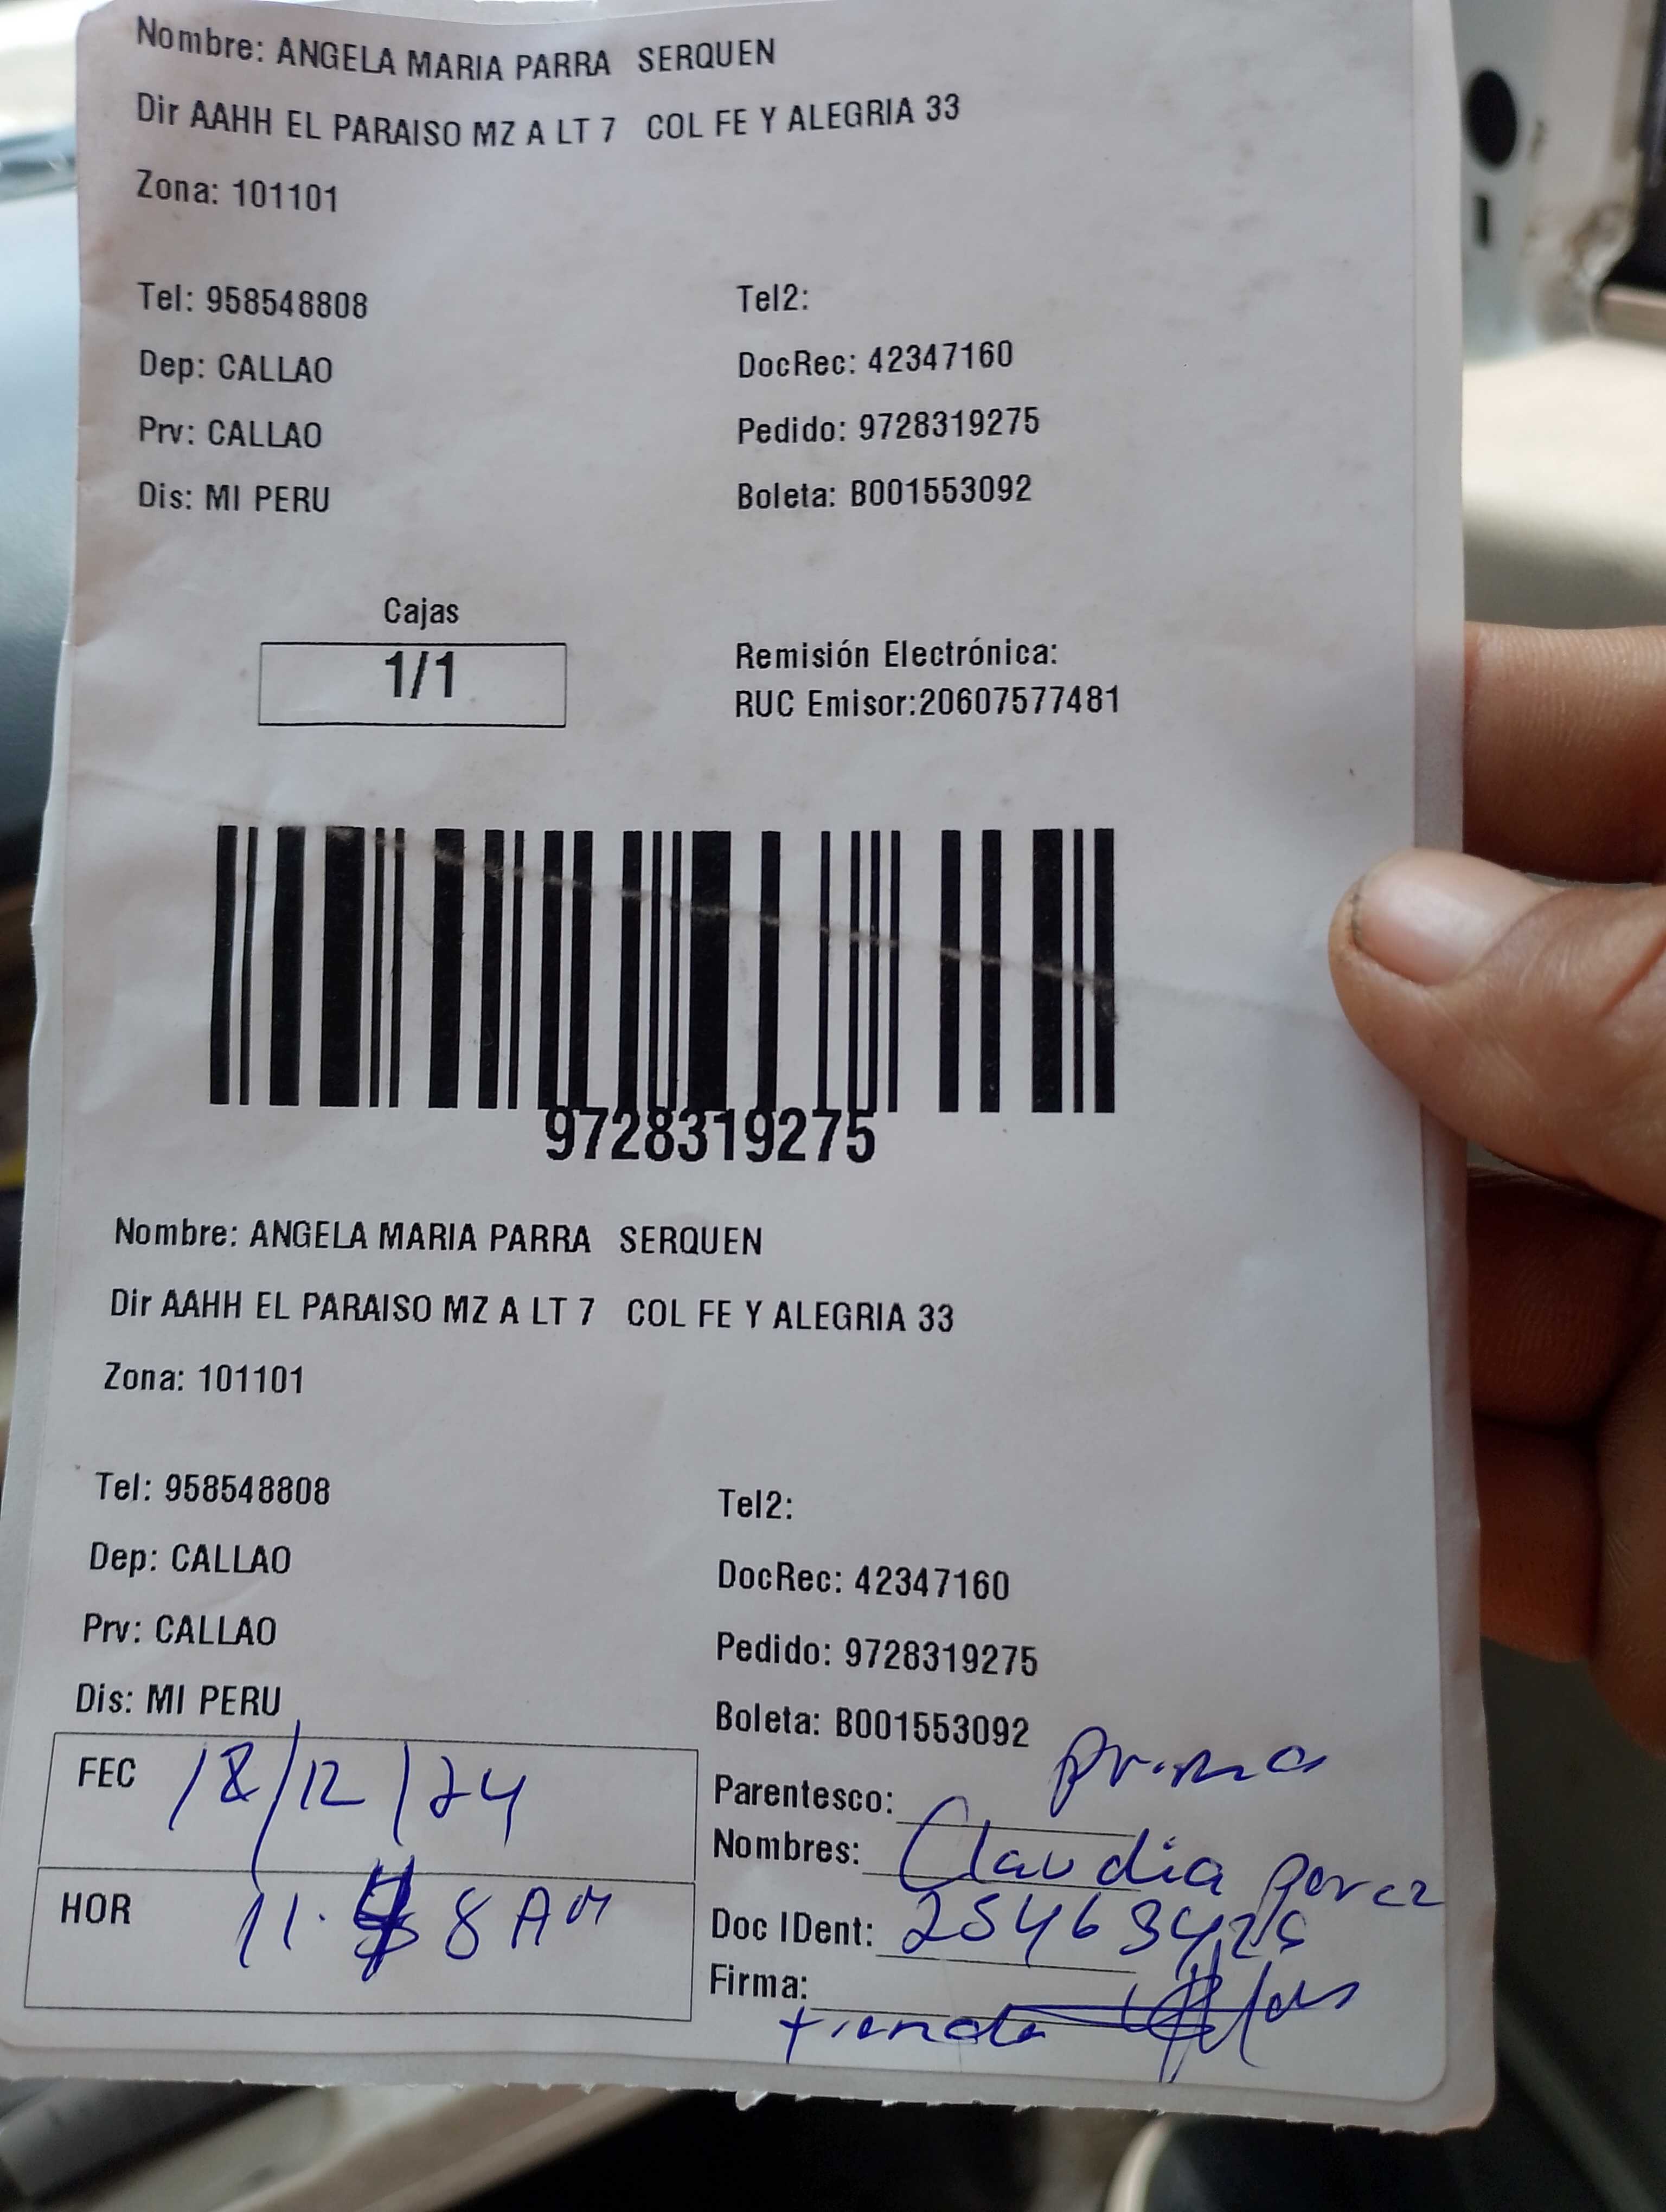 Nombre: ANGELA MARIA PARRA SERQUEN
Dir AAHH EL PARAISO MZ A LT 7 COL FE Y ALEGRIA 33
Zona: 101101
Tel: 958548808 Tel2:
Dep: CALLAO DocRec: 42347160
Prv: CALLAO Pedido: 9728319275
Dis: MI PERU Boleta: B001553092
Cajas
1/1
Remisión Electrónica:
RUC Emisor:20607577481
9728319275
Nombre: ANGELA MARIA PARRA SERQUEN
Dir AAHH EL PARAISO MZ A LT 7 COL FE Y ALEGRIA 33
Zona: 101101
Tel: 958548808 Tel2:
Dep: CALLAO DocRec: 42347160
Prv: CALLAO Pedido: 9728319275
Dis: MI PERU Boleta: B001553092
FEC 18/12/24
HOR 11. 8 AM
Parentesco: prima
Nombres: Claudia
Doc IDent:
Firma:
tienda